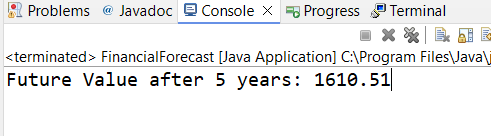 Problems @ Javadoc Console Progress Terminal
<terminated> FinancialForecast [Java Application] C:\Program Files\Java\j
Future Value after 5 years: 1610.51